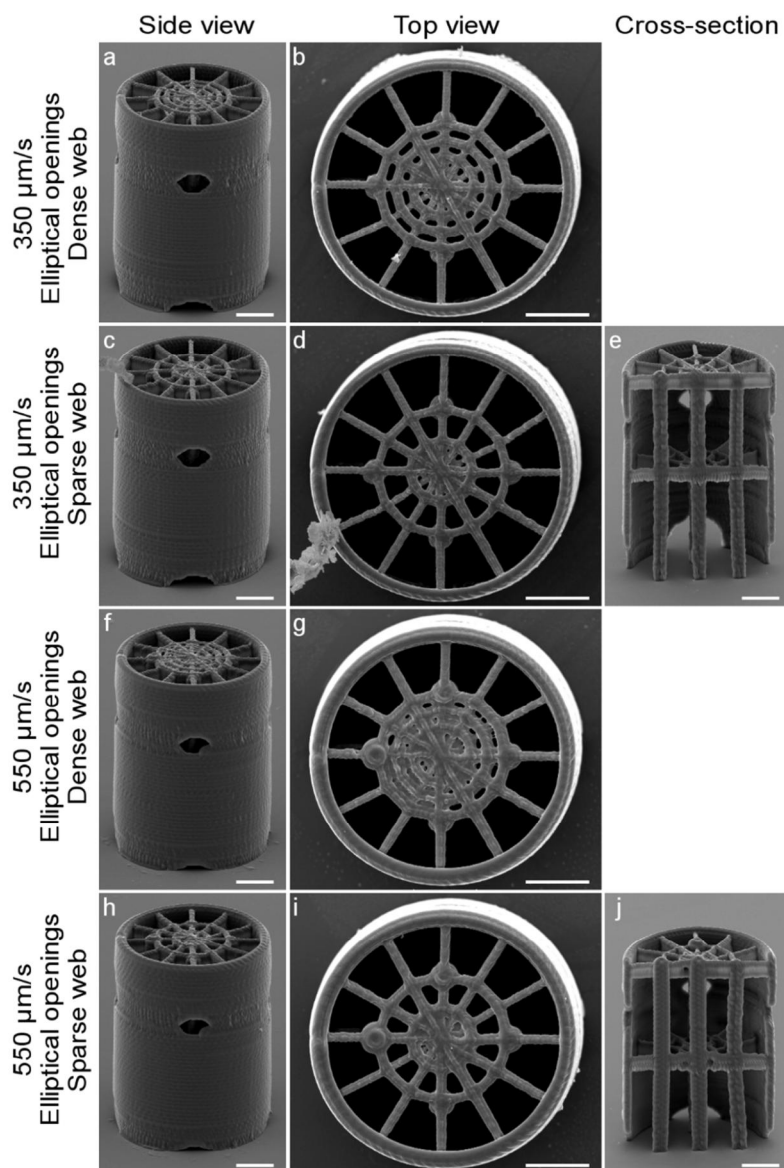 Side view Top view Cross-section
350 µm/s
Elliptical openings
Dense web
a b
350 µm/s
Elliptical openings
Sparse web
c d e
550 µm/s
Elliptical openings
Dense web
f g
550 µm/s
Elliptical openings
Sparse web
h i j